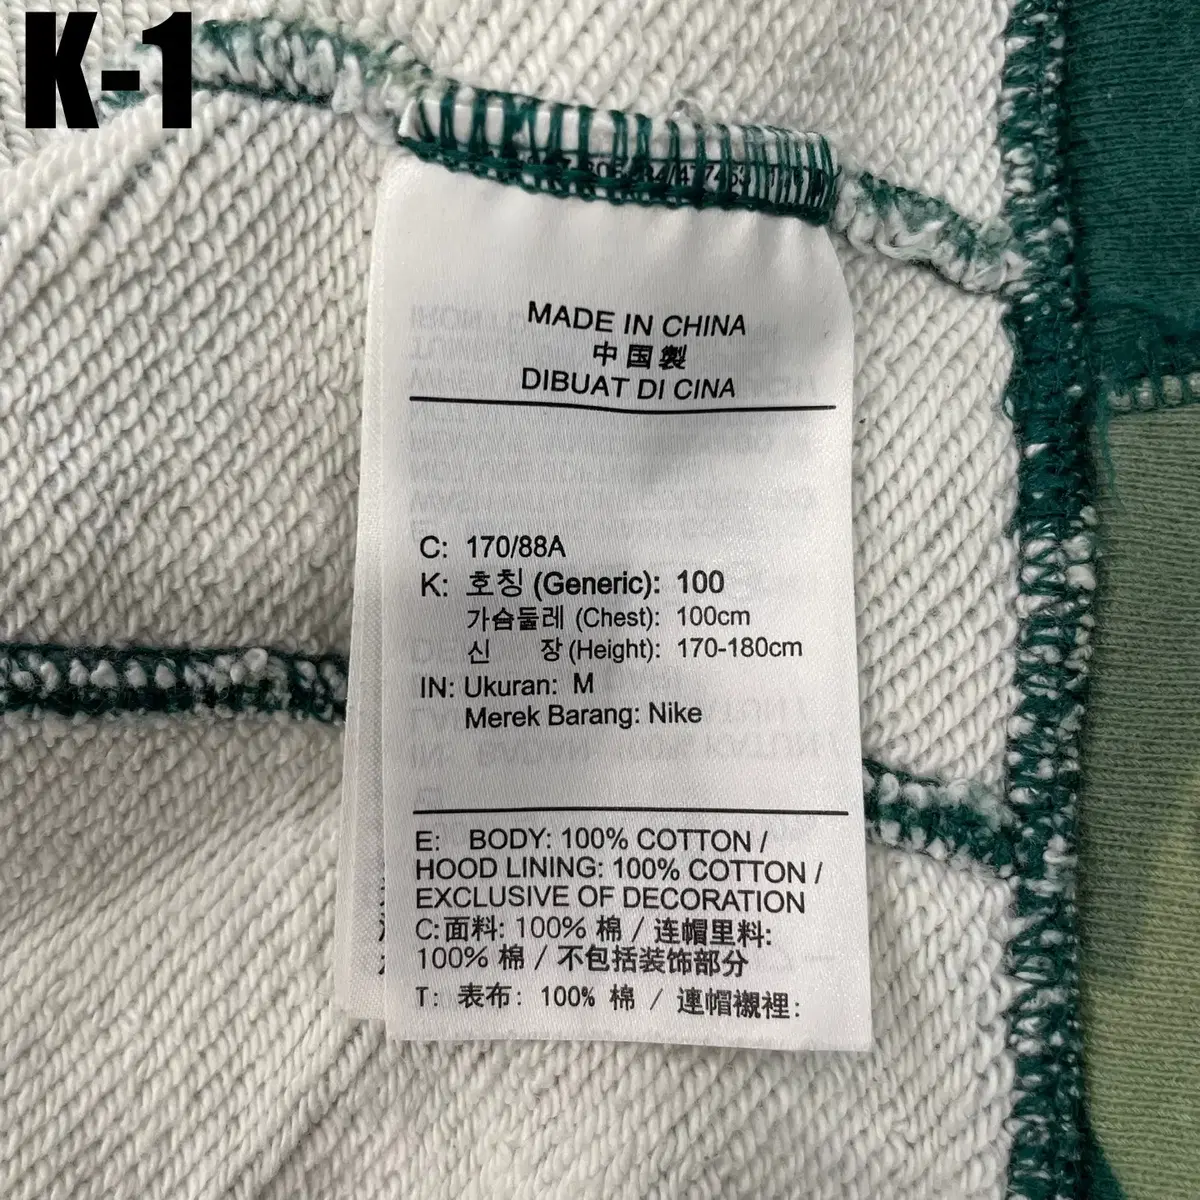 K-1
MADE IN CHINA
中国製
DIBUAT DI CINA
C: 170/88A
K: 호칭 (Generic): 100
가슴둘레 (Chest): 100cm
신 장 (Height): 170-180cm
IN: Ukuran: M
Merek Barang: Nike
E: BODY: 100% COTTON /
HOOD LINING: 100% COTTON /
EXCLUSIVE OF DECORATION
C:面料: 100% 棉 / 连帽里料:
100% 棉 / 不包括装饰部分
T: 表布: 100% 棉 / 連帽襯裡: